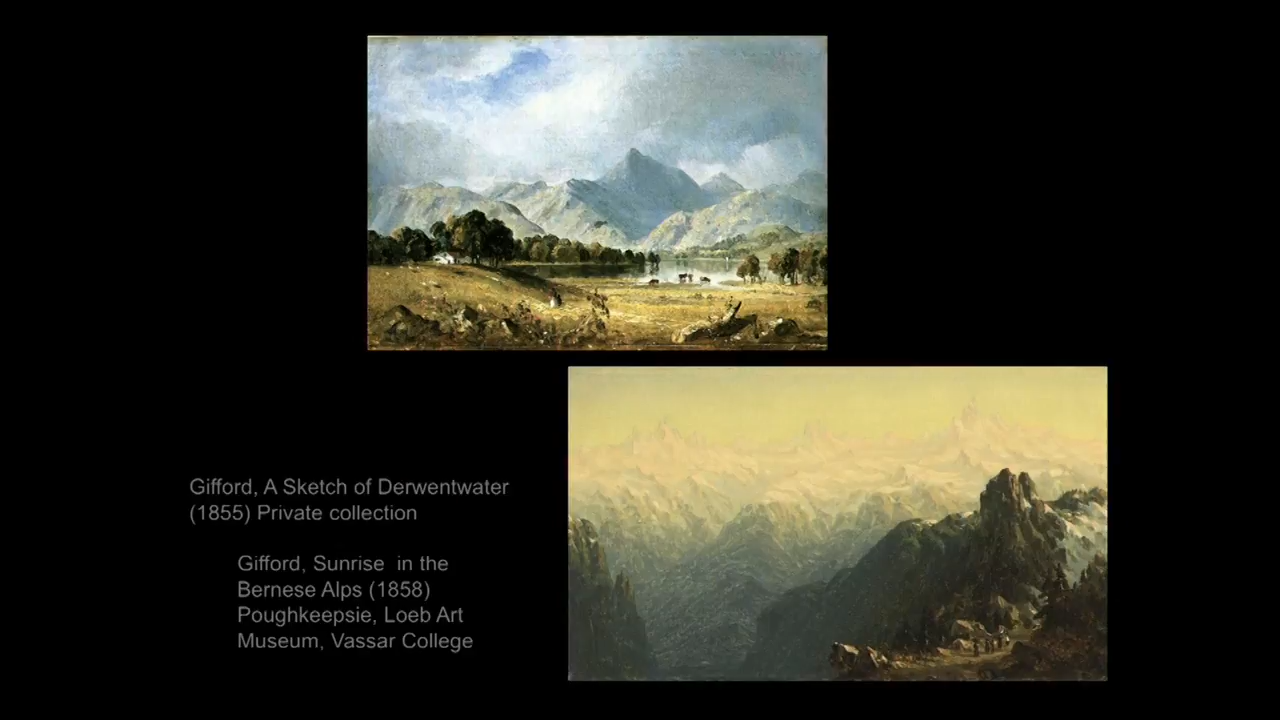 Gifford, A Sketch of Derwentwater
(1855) Private collection
Gifford, Sunrise  in the
Bernese Alps (1858)
Poughkeepsie, Loeb Art
Museum, Vassar College